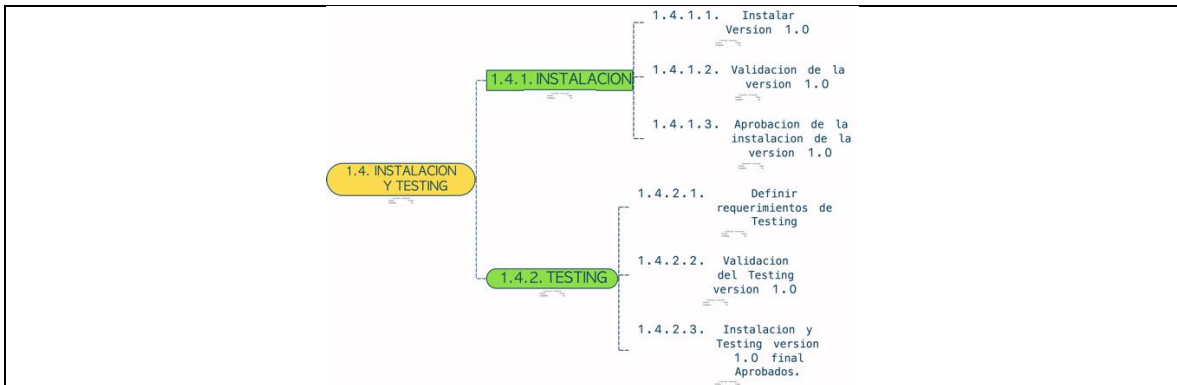 1.4. INSTALACION
Y TESTING
1.4.1. INSTALACION
1.4.1.1. Instalar
Version 1.0
1.4.1.2. Validacion de la
version 1.0
1.4.1.3. Aprobacion de la
instalacion de la
version 1.0
1.4.2. TESTING
1.4.2.1. Definir
requerimientos de
Testing
1.4.2.2. Validacion
del Testing
version 1.0
1.4.2.3. Instalacion y
Testing version
1.0 final
Aprobados.